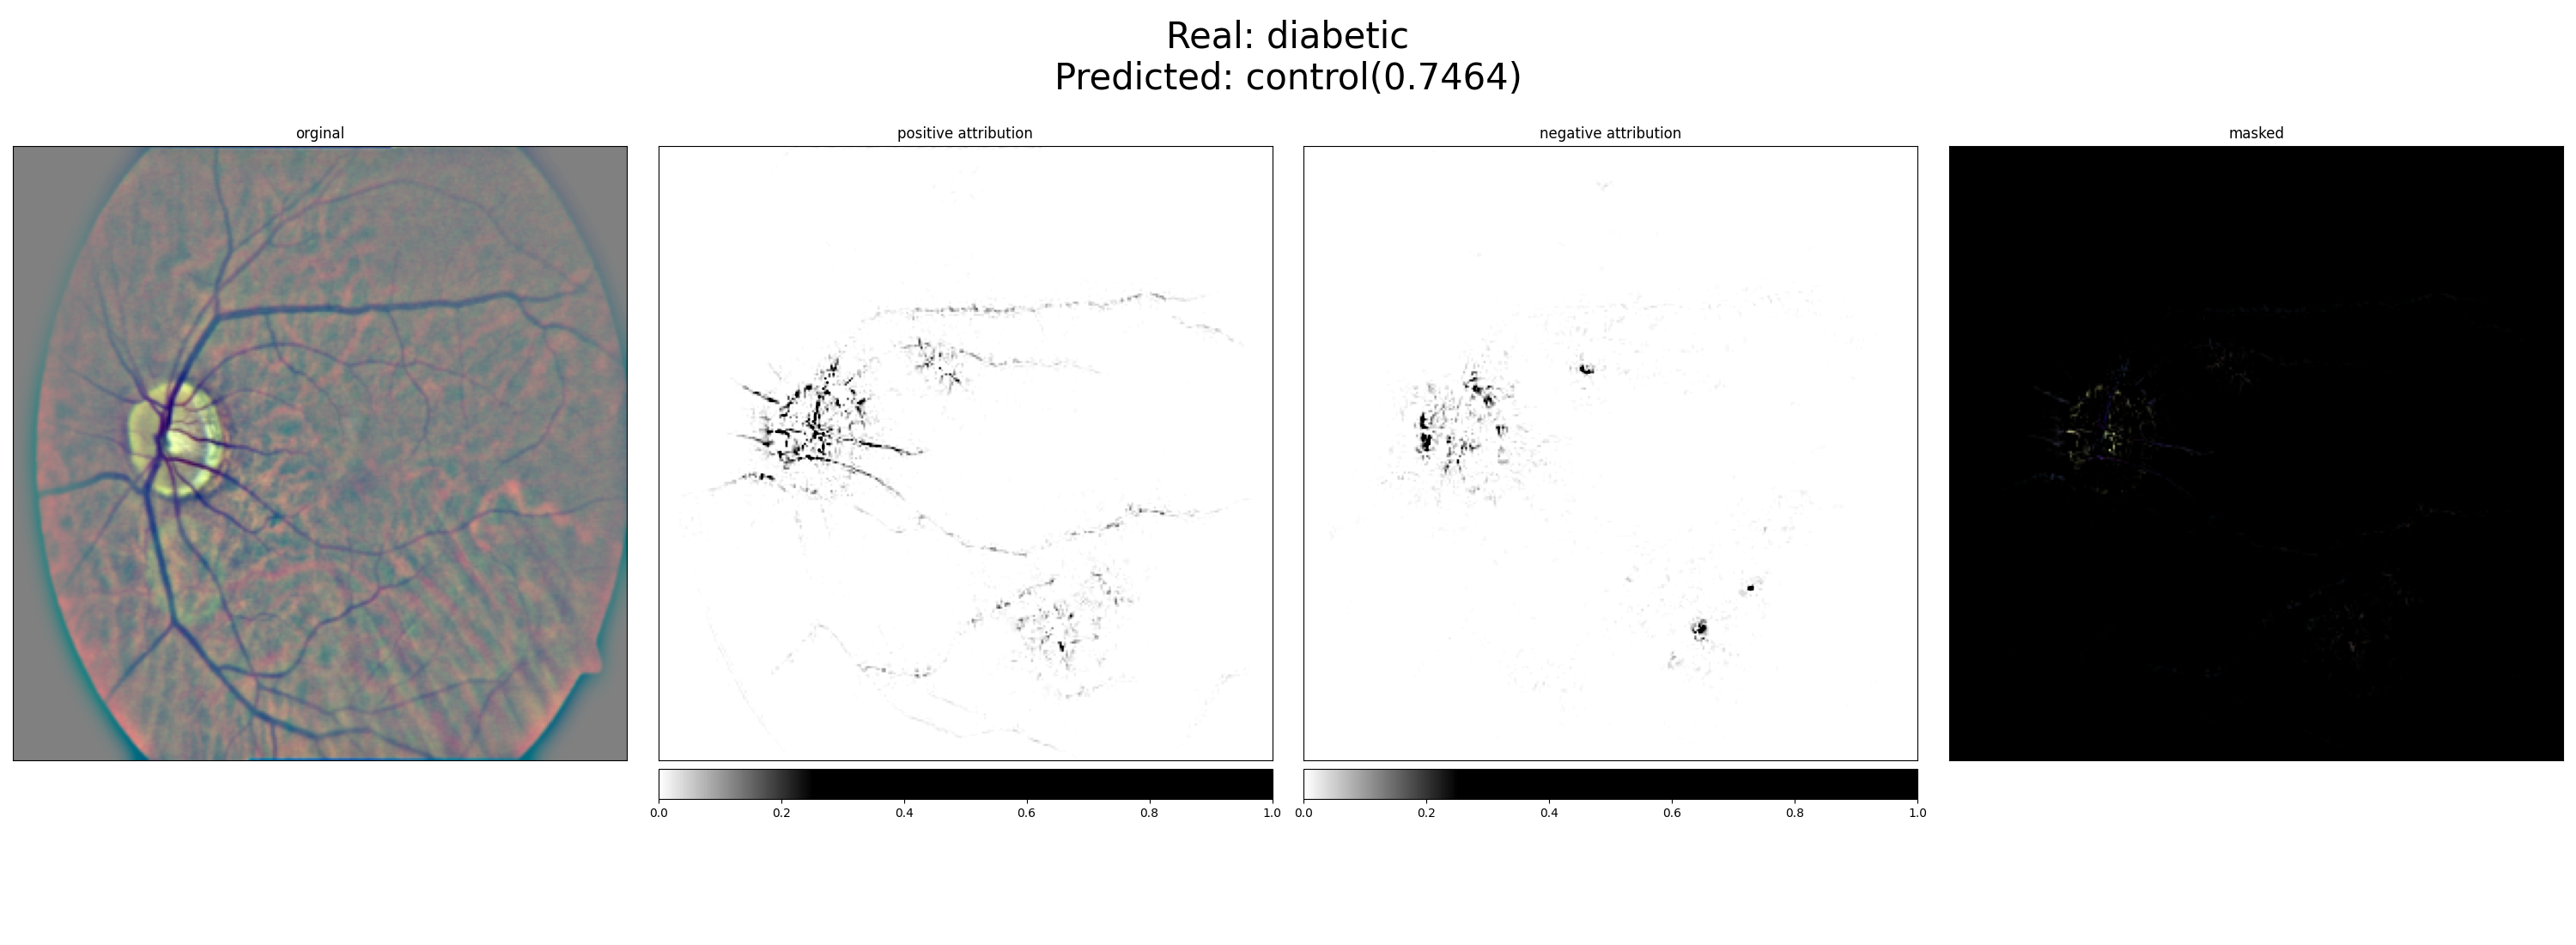 Real: diabetic
Predicted: control(0.7464)
orginal
positive attribution
negative attribution
masked
0.0 0.2 0.4 0.6 0.8 1.0
0.0 0.2 0.4 0.6 0.8 1.0